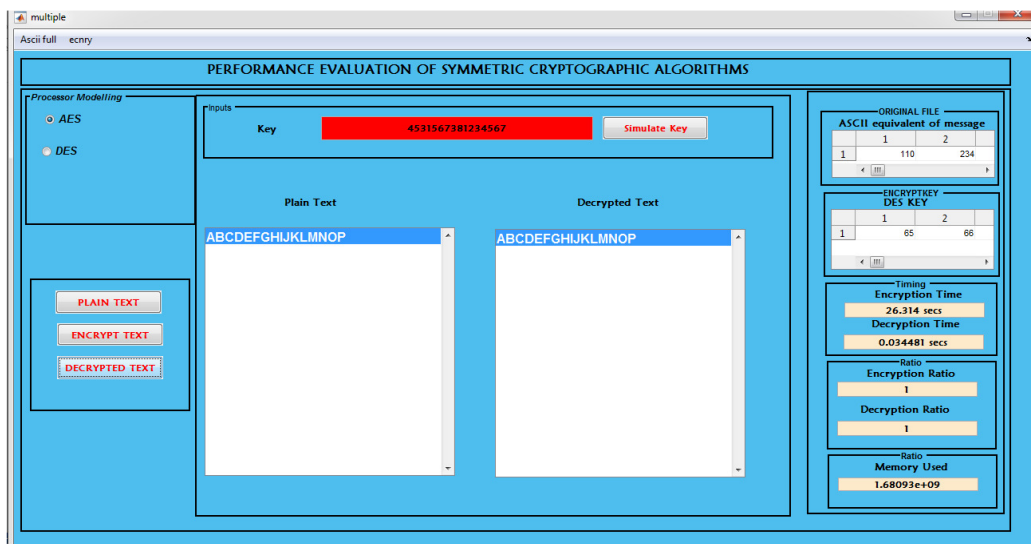 multiple
Ascii full ecnry
PERFORMANCE EVALUATION OF SYMMETRIC CRYPTOGRAPHIC ALGORITHMS
Processor Modelling
AES
DES
PLAIN TEXT
ENCRYPT TEXT
DECRYPTED TEXT
Inputs
Key 4531567381234567 Simulate Key
Plain Text
ABCDEFGHIJKLMNOP
Decrypted Text
ABCDEFGHIJKLMNOP
ORIGINAL FILE
ASCII equivalent of message
1 2
1 110 234
ENCRYPTKEY
DES KEY
1 2
1 65 66
Timing
Encryption Time
26.314 secs
Decryption Time
0.034481 secs
Ratio
Encryption Ratio
1
Decryption Ratio
1
Ratio
Memory Used
1.68093e+09